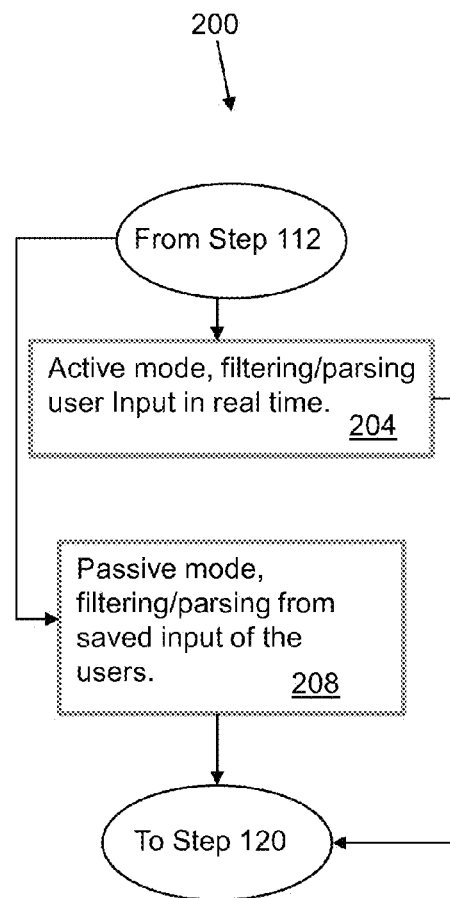 200
From Step 112
Active mode, filtering/parsing
user Input in real time.
204
Passive mode,
filtering/parsing from
saved input of the
users.
208
To Step 120